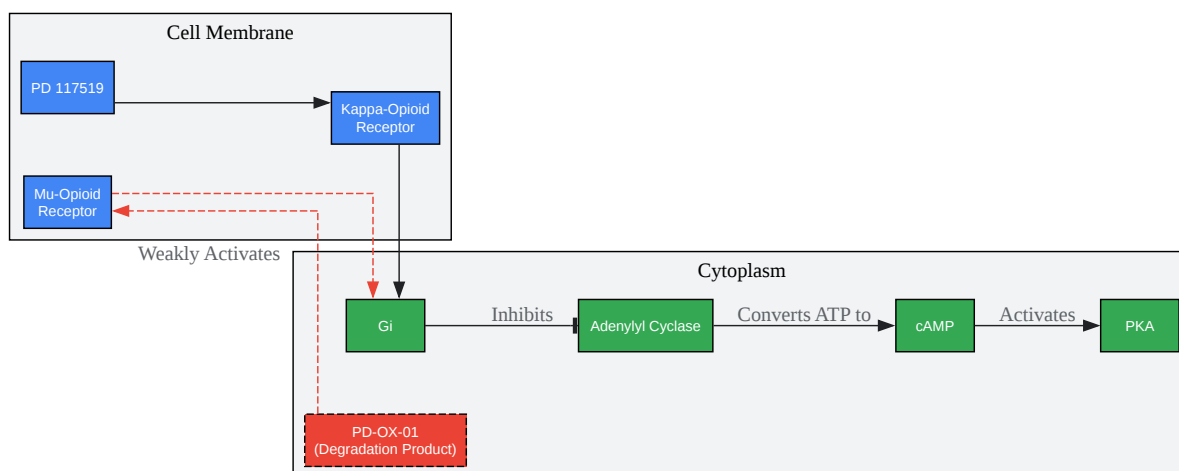 Cell Membrane
PD 117519
Kappa-Opioid
Receptor
Mu-Opioid
Receptor
Weakly Activates
Cytoplasm
Gi
Inhibits
Adenylyl Cyclase
Converts ATP to
cAMP
Activates
PKA
PD-OX-01
(Degradation Product)